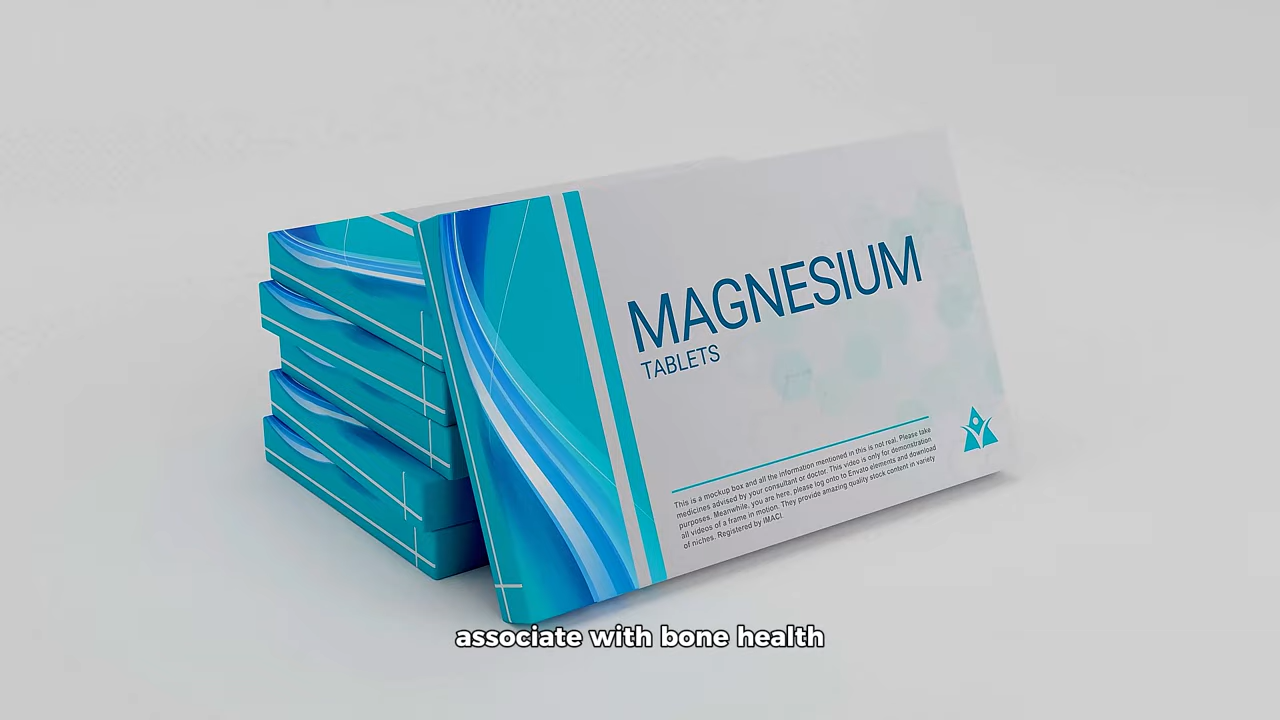 MAGNESIUM
TABLETS
This is a mockup box and all the information mentioned in this is not real. Please take
medicines advised by your consultant or doctor. This video is only for demonstration
purposes. Meanwhile, you are here, please log onto to Envato elements and download
all videos of a frame in motion. They provide amazing quality stock content in variety
of niches. Registered by IMACI.
associate with bone health